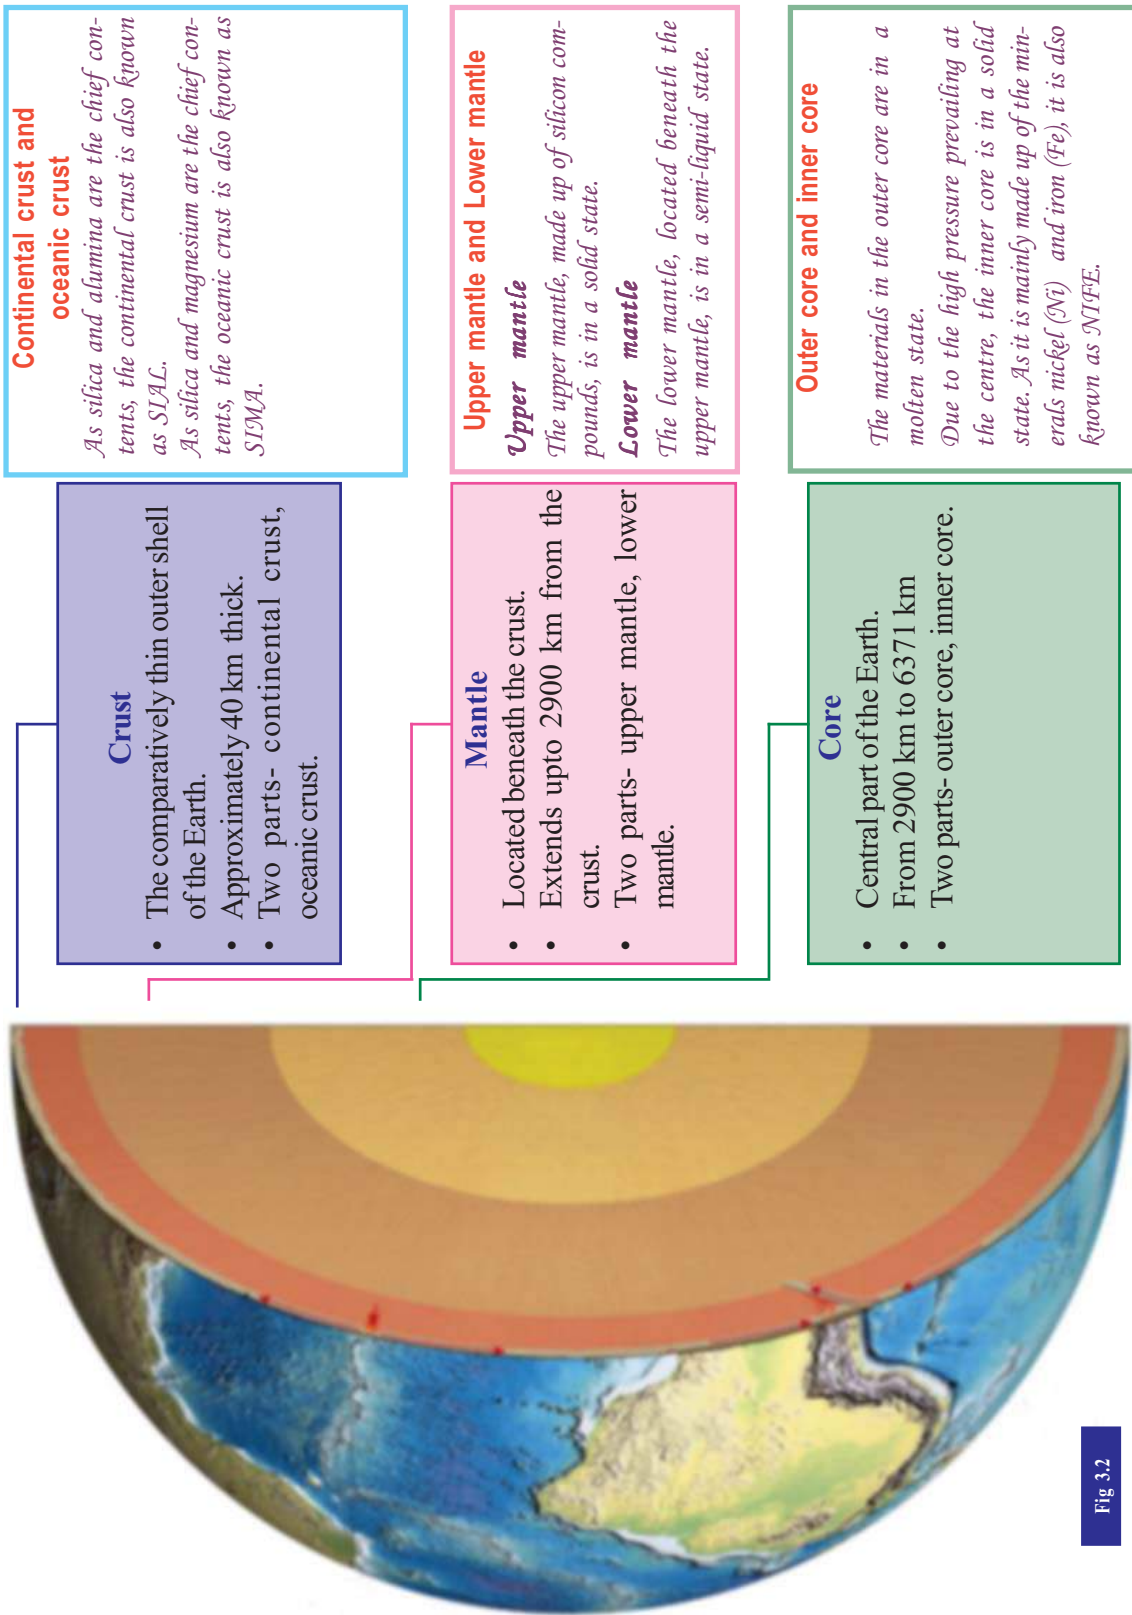 Crust
• The comparatively thin outer shell
of the Earth.
• Approximately 40 km thick.
• Two parts- continental crust,
oceanic crust.
Continental crust and
oceanic crust
As silica and alumina are the chief con-
tents, the continental crust is also known
as SIAL.
As silica and magnesium are the chief con-
tents, the oceanic crust is also known as
SIMA.
Mantle
• Located beneath the crust.
• Extends upto 2900 km from the
crust.
• Two parts- upper mantle, lower
mantle.
Upper mantle and Lower mantle
Upper mantle
The upper mantle, made up of silicon com-
pounds, is in a solid state.
Lower mantle
The lower mantle, located beneath the
upper mantle, is in a semi-liquid state.
Core
• Central part of the Earth.
• From 2900 km to 6371 km
• Two parts- outer core, inner core.
Outer core and inner core
The materials in the outer core are in a
molten state.
Due to the high pressure prevailing at
the centre, the inner core is in a solid
state. As it is mainly made up of the min-
erals nickel (Ni) and iron (Fe), it is also
known as NIFE.
Fig 3.2